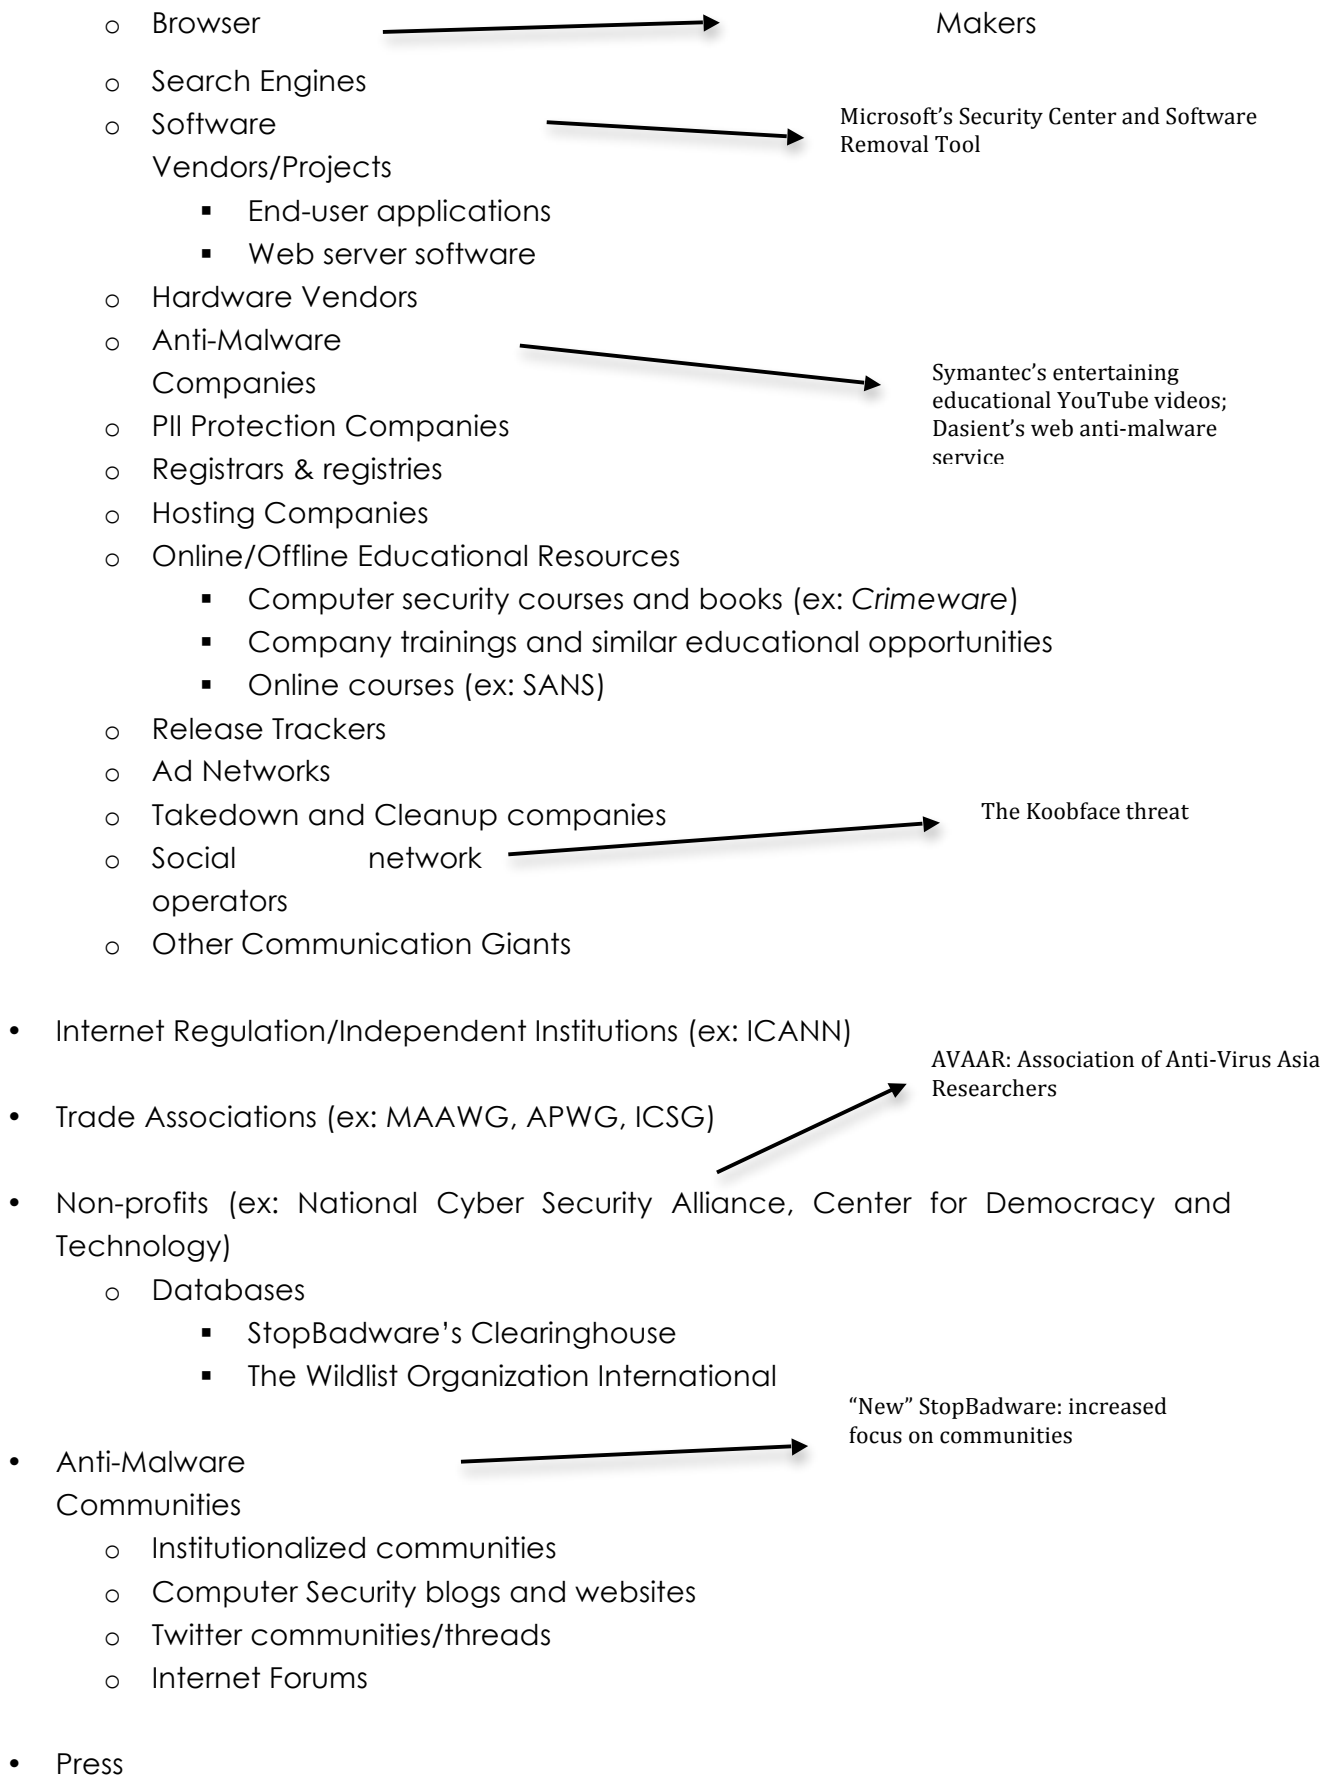 o Browser Makers
o Search Engines
o Software
Vendors/Projects
Microsoft’s Security Center and Software
Removal Tool
▪ End-user applications
▪ Web server software
o Hardware Vendors
o Anti-Malware
Companies
Symantec’s entertaining
educational YouTube videos;
Dasient’s web anti-malware
service
o PII Protection Companies
o Registrars & registries
o Hosting Companies
o Online/Offline Educational Resources
▪ Computer security courses and books (ex: Crimeware)
▪ Company trainings and similar educational opportunities
▪ Online courses (ex: SANS)
o Release Trackers
o Ad Networks
o Takedown and Cleanup companies
The Koobface threat
o Social network
operators
o Other Communication Giants
• Internet Regulation/Independent Institutions (ex: ICANN)
AVAAR: Association of Anti-Virus Asia
Researchers
• Trade Associations (ex: MAAWG, APWG, ICSG)
• Non-profits (ex: National Cyber Security Alliance, Center for Democracy and
Technology)
o Databases
▪ StopBadware’s Clearinghouse
▪ The Wildlist Organization International
“New” StopBadware: increased
focus on communities
• Anti-Malware
Communities
o Institutionalized communities
o Computer Security blogs and websites
o Twitter communities/threads
o Internet Forums
• Press